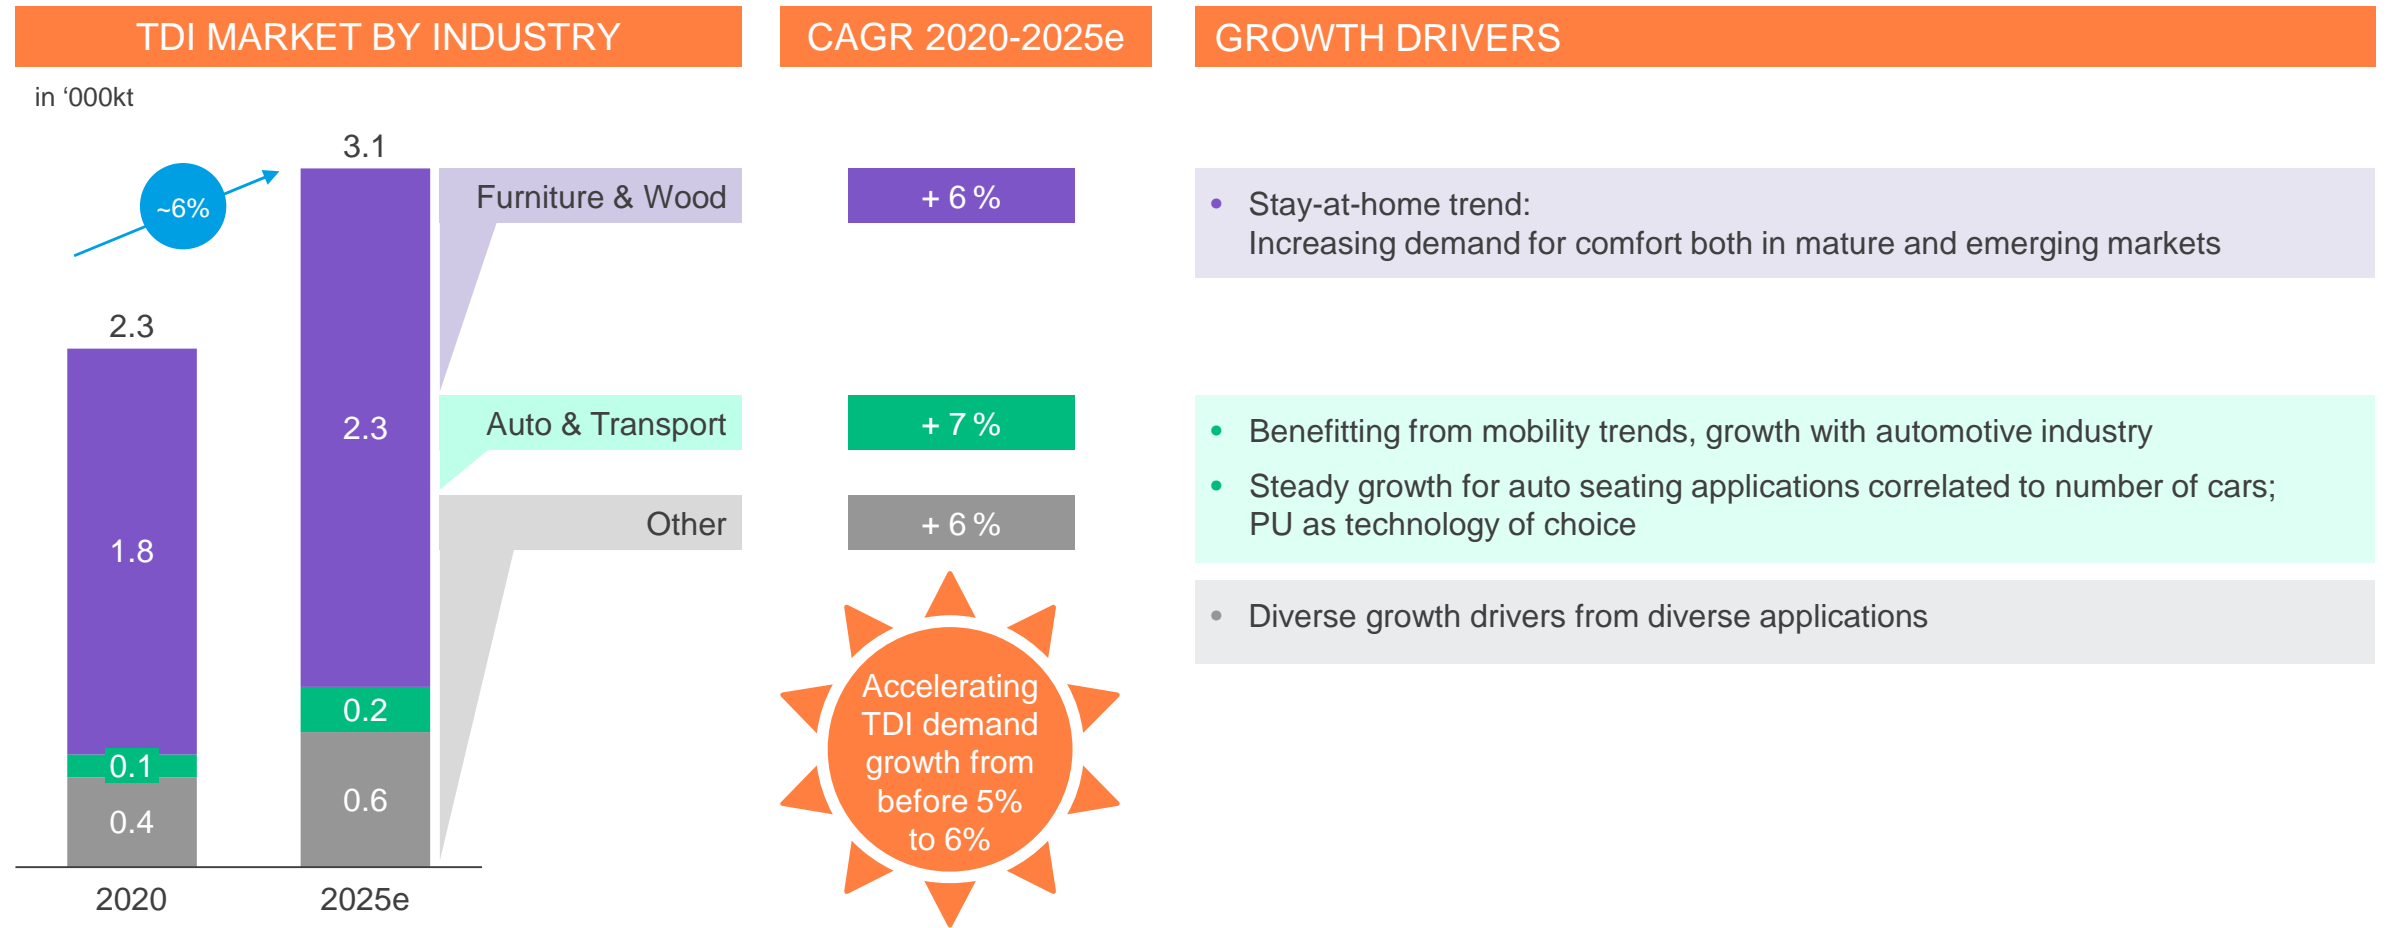 TDI MARKET BY INDUSTRY
CAGR 2020-2025e
GROWTH DRIVERS
in ‘000kt
~6%
3.1
2.3
2.3
1.8
0.2
0.1
0.6
0.4
2020
2025e
Furniture & Wood
Auto & Transport
Other
+ 6 %
+ 7 %
+ 6 %
Accelerating
TDI demand
growth from
before 5%
to 6%
• Stay-at-home trend:
Increasing demand for comfort both in mature and emerging markets
• Benefitting from mobility trends, growth with automotive industry
• Steady growth for auto seating applications correlated to number of cars;
PU as technology of choice
• Diverse growth drivers from diverse applications